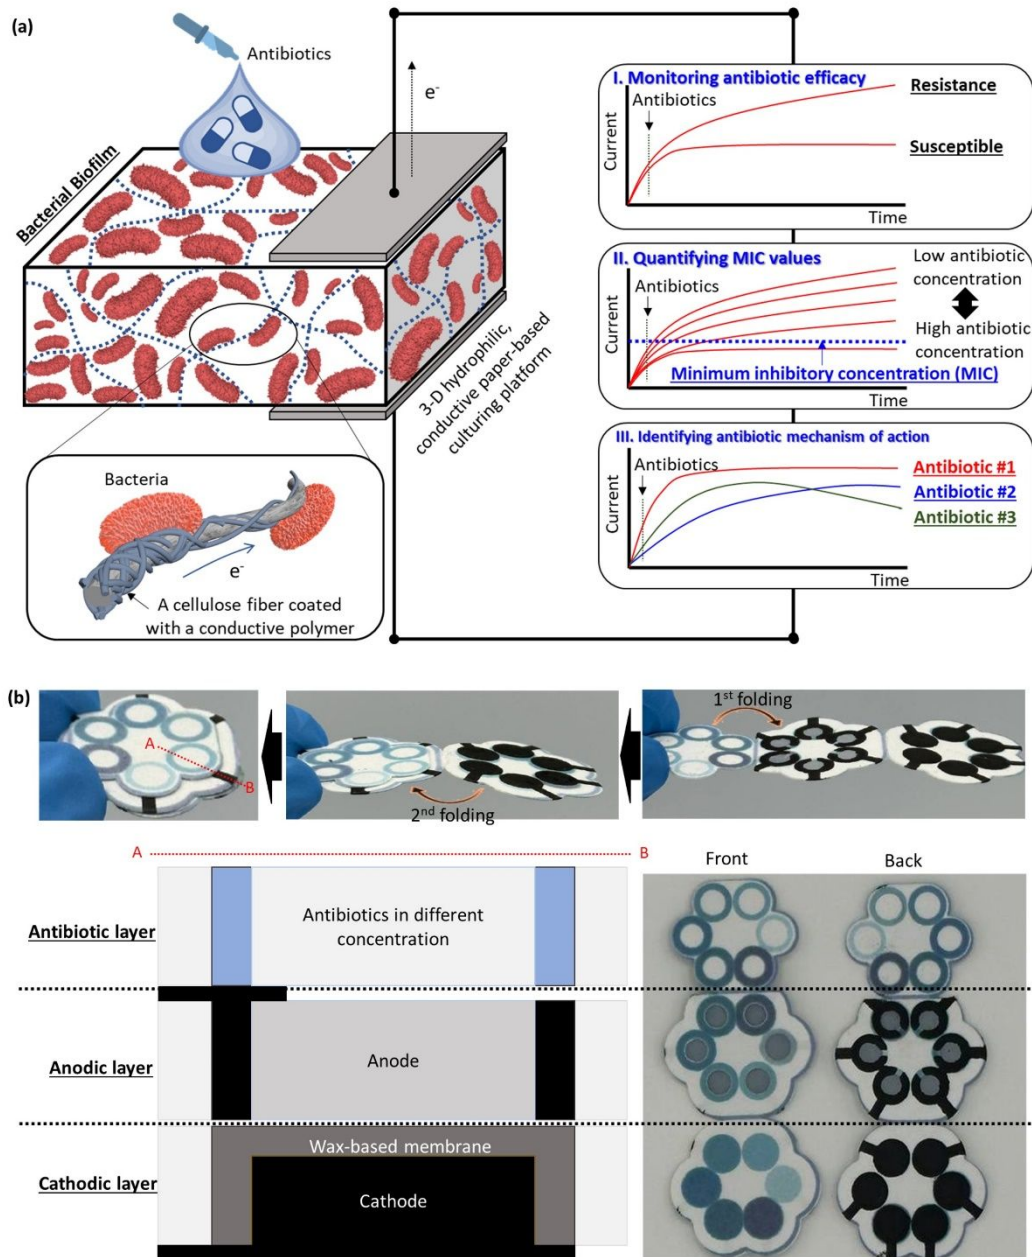 (a)
Antibiotics
e-
Bacterial Biofilm
3-D hydrophilic,
conductive paper-based
culturing platform
Bacteria
e-
A cellulose fiber coated
with a conductive polymer
I. Monitoring antibiotic efficacy
Antibiotics
Resistance
Susceptible
Current
Time
II. Quantifying MIC values
Antibiotics
Low antibiotic
concentration
High antibiotic
concentration
Current
Minimum inhibitory concentration (MIC)
Time
III. Identifying antibiotic mechanism of action
Antibiotics
Antibiotic #1
Antibiotic #2
Antibiotic #3
Current
Time
(b)
A
B
2nd folding
1st folding
A
B
Front
Back
Antibiotic layer
Antibiotics in different
concentration
Anodic layer
Anode
Wax-based membrane
Cathodic layer
Cathode